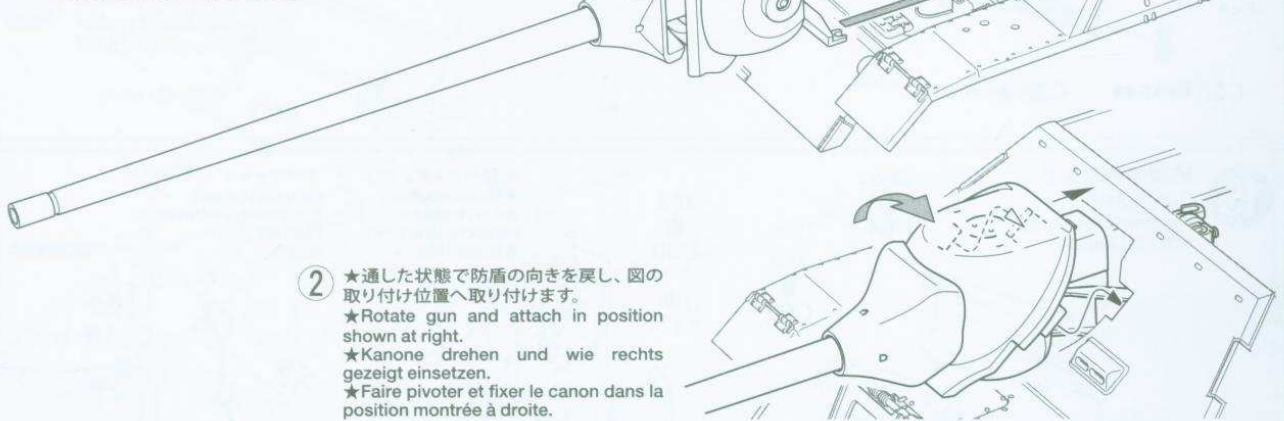 ② ★通した状態で防盾の向きを戻し、図の
取り付け位置へ取り付けます。
★Rotate gun and attach in position
shown at right.
★Kanone drehen und wie rechts
gezeigt einsetzen.
★Faire pivoter et fixer le canon dans la
position montrée à droite.